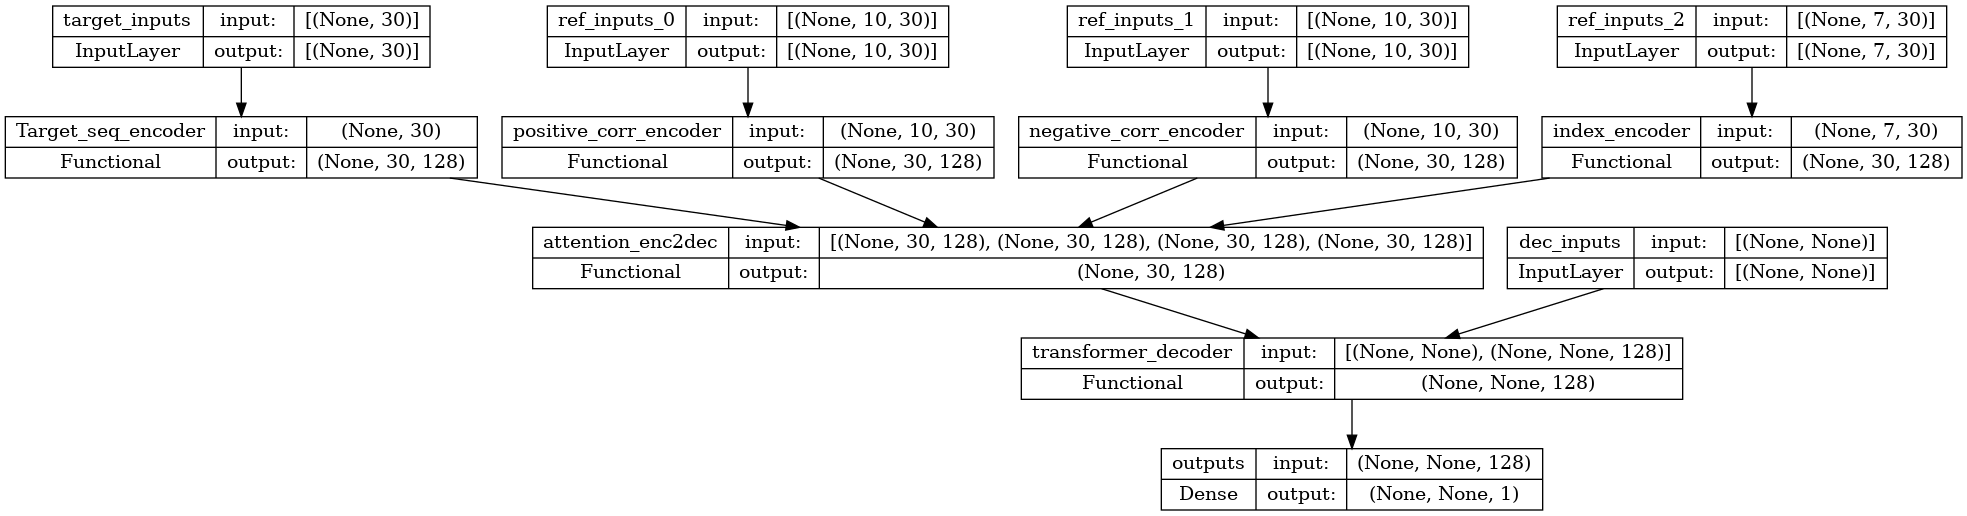 target_inputs input: [(None, 30)]
InputLayer output: [(None, 30)]
ref_inputs_0 input: [(None, 10, 30)]
InputLayer output: [(None, 10, 30)]
ref_inputs_1 input: [(None, 10, 30)]
InputLayer output: [(None, 10, 30)]
ref_inputs_2 input: [(None, 7, 30)]
InputLayer output: [(None, 7, 30)]
Target_seq_encoder input: (None, 30)
Functional output: (None, 30, 128)
positive_corr_encoder input: (None, 10, 30)
Functional output: (None, 30, 128)
negative_corr_encoder input: (None, 10, 30)
Functional output: (None, 30, 128)
index_encoder input: (None, 7, 30)
Functional output: (None, 30, 128)
attention_enc2dec input: [(None, 30, 128), (None, 30, 128), (None, 30, 128), (None, 30, 128)]
Functional output: (None, 30, 128)
dec_inputs input: [(None, None)]
InputLayer output: [(None, None)]
transformer_decoder input: [(None, None), (None, None, 128)]
Functional output: (None, None, 128)
outputs input: (None, None, 128)
Dense output: (None, None, 1)